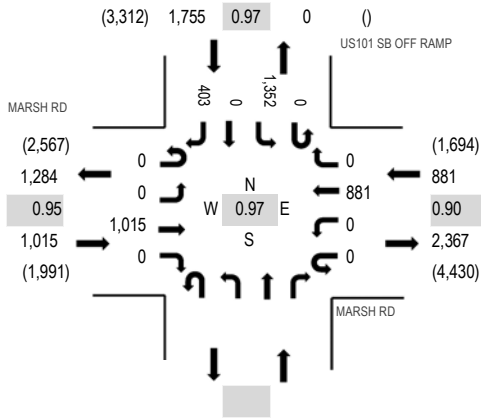 (3,312) 1,755 0.97 0 ()
US101 SB OFF RAMP
403 0 1,352 0
MARSH RD
(2,567) 0 0 (1,694)
1,284 881
0 N 881
0.95 W 0.97 E 0.90
1,015 S 0
1,015 2,367
0 0
(1,991) (4,430)
MARSH RD